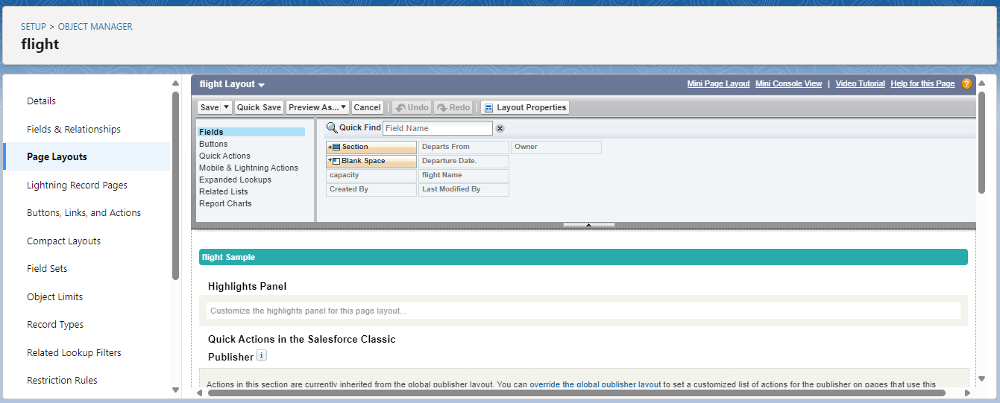 SETUP > OBJECT MANAGER
flight
Details
Fields & Relationships
Page Layouts
Lightning Record Pages
Buttons, Links, and Actions
Compact Layouts
Field Sets
Object Limits
Record Types
Related Lookup Filters
Restriction Rules
flight Layout
Mini Page Layout Mini Console View | Video Tutorial Help for this Page ?
Save Quick Save Preview As... Cancel Undo Redo Layout Properties
Fields
Buttons
Quick Actions
Mobile & Lightning Actions
Expanded Lookups
Related Lists
Report Charts
Quick Find Field Name
Section Departs From Owner
Blank Space Departure Date.
capacity flight Name
Created By Last Modified By
flight Sample
Highlights Panel
Customize the highlights panel for this page layout...
Quick Actions in the Salesforce Classic
Publisher i
Actions in this section are currently inherited from the global publisher layout. You can override the global publisher layout to set a customized list of actions for the publisher on pages that use this